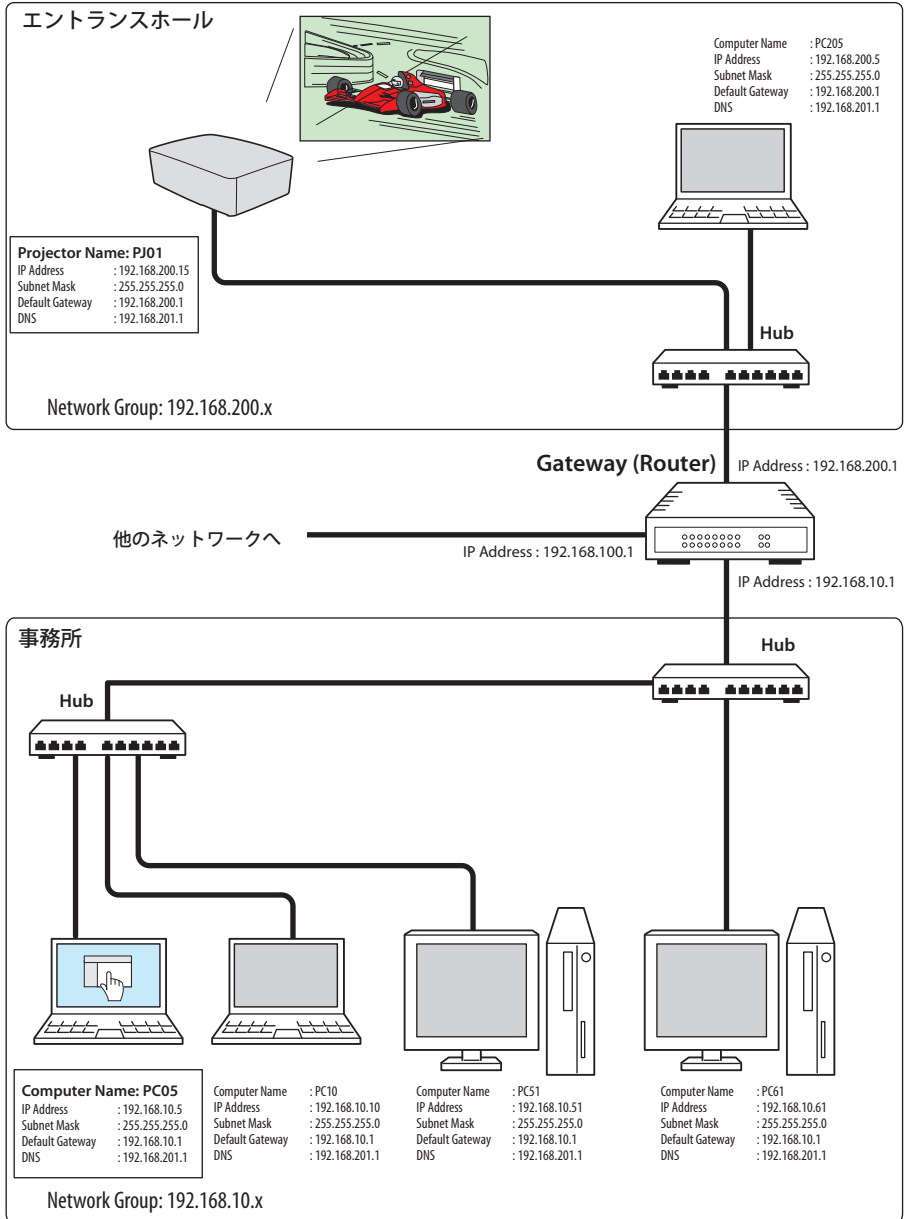 エントランスホール
Computer Name : PC205
IP Address : 192.168.200.5
Subnet Mask : 255.255.255.0
Default Gateway : 192.168.200.1
DNS : 192.168.201.1
Projector Name: PJ01
IP Address : 192.168.200.15
Subnet Mask : 255.255.255.0
Default Gateway : 192.168.200.1
DNS : 192.168.201.1
Hub
Network Group: 192.168.200.x
Gateway (Router)
IP Address : 192.168.200.1
他のネットワークへ
IP Address : 192.168.100.1
IP Address : 192.168.10.1
事務所
Hub
Hub
Computer Name: PC05
IP Address : 192.168.10.5
Subnet Mask : 255.255.255.0
Default Gateway : 192.168.10.1
DNS : 192.168.201.1
Computer Name : PC10
IP Address : 192.168.10.10
Subnet Mask : 255.255.255.0
Default Gateway : 192.168.10.1
DNS : 192.168.201.1
Computer Name : PC51
IP Address : 192.168.10.51
Subnet Mask : 255.255.255.0
Default Gateway : 192.168.10.1
DNS : 192.168.201.1
Computer Name : PC61
IP Address : 192.168.10.61
Subnet Mask : 255.255.255.0
Default Gateway : 192.168.10.1
DNS : 192.168.201.1
Network Group: 192.168.10.x